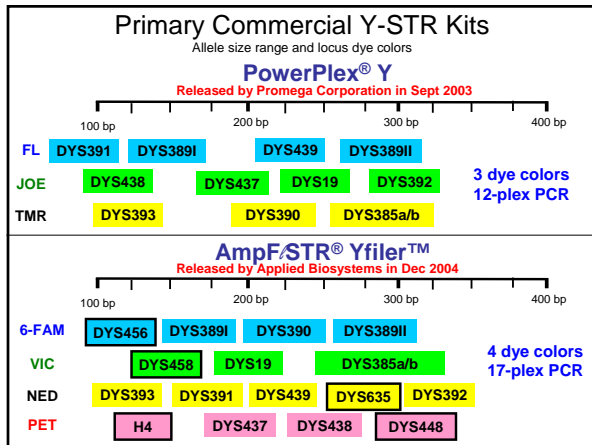 Primary Commercial Y-STR Kits
Allele size range and locus dye colors
PowerPlex® Y
Released by Promega Corporation in Sept 2003
100 bp 200 bp 300 bp 400 bp
FL DYS391 DYS389I DYS439 DYS389II
JOE DYS438 DYS437 DYS19 DYS392
TMR DYS393 DYS390 DYS385a/b
3 dye colors
12-plex PCR
AmpFℓSTR® Yfiler™
Released by Applied Biosystems in Dec 2004
100 bp 200 bp 300 bp 400 bp
6-FAM DYS456 DYS389I DYS390 DYS389II
VIC DYS458 DYS19 DYS385a/b
NED DYS393 DYS391 DYS439 DYS635 DYS392
PET H4 DYS437 DYS438 DYS448
4 dye colors
17-plex PCR